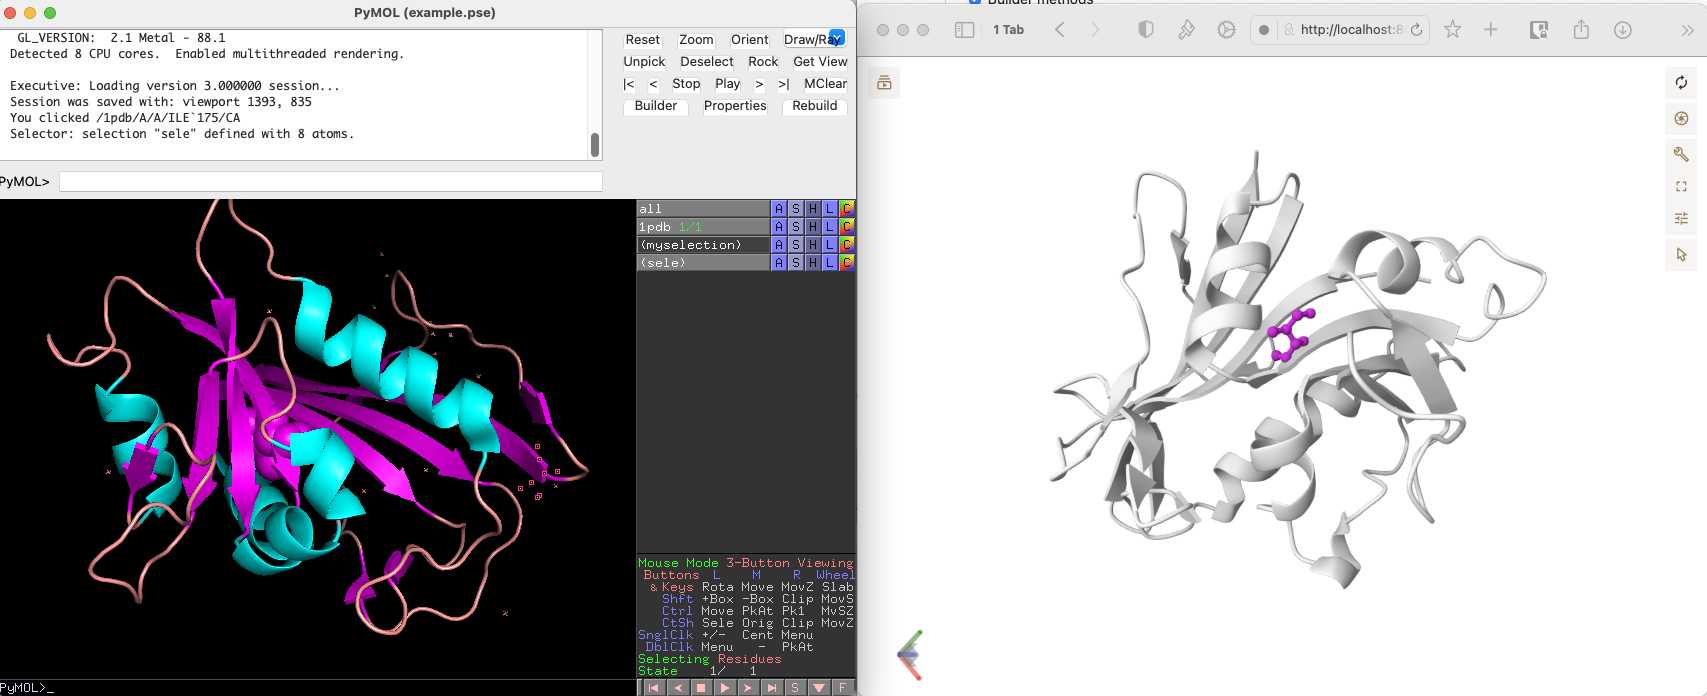 PyMOL (example.pse)
GL_VERSION:  2.1 Metal - 88.1
Detected 8 CPU cores.  Enabled multithreaded rendering.
Executive: Loading version 3.000000 session...
Session was saved with: viewport 1393, 835
You clicked /1pdb/A/A/ILE`175/CA
Selector: selection "sele" defined with 8 atoms.
PyMOL>
Reset Zoom Orient Draw/Ray
Unpick Deselect Rock Get View
|< < Stop Play > >| MClear
Builder Properties Rebuild
all A S H L C
1pdb 1/1 A S H L C
(myselection) A S H L C
(sele) A S H L C
Mouse Mode 3-Button Viewing
Buttons L M R Wheel
& Keys Rota Move MovZ Slab
Shft +Box -Box Clip MovS
Ctrl Move PkAt Pk1 MvSZ
CtSh Sele Orig Clip MovZ
SnglClk +/- Cent Menu
DblClk Menu - PkAt
Selecting Residues
State 1/ 1
S F
PyMOL>_
Builder methods
1 Tab
http://localhost:8